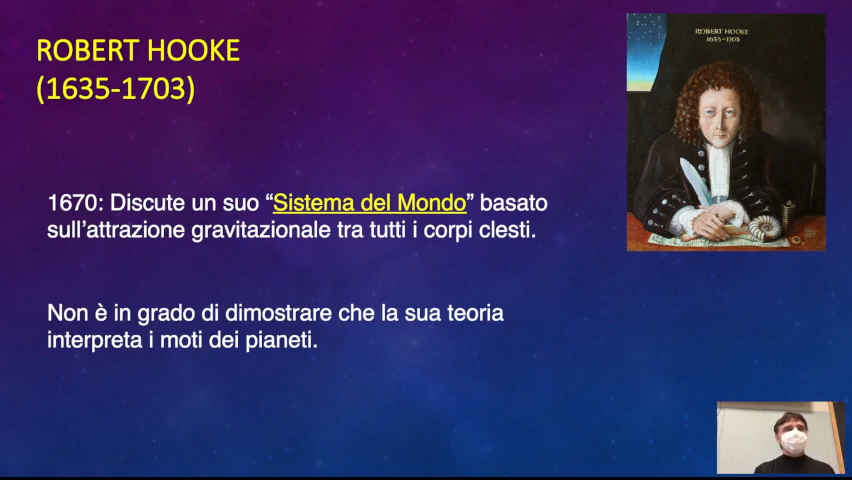 ROBERT HOOKE
(1635-1703)
ROBERT HOOKE
1635-1703
1670: Discute un suo “Sistema del Mondo” basato
sull’attrazione gravitazionale tra tutti i corpi clesti.
Non è in grado di dimostrare che la sua teoria
interpreta i moti dei pianeti.